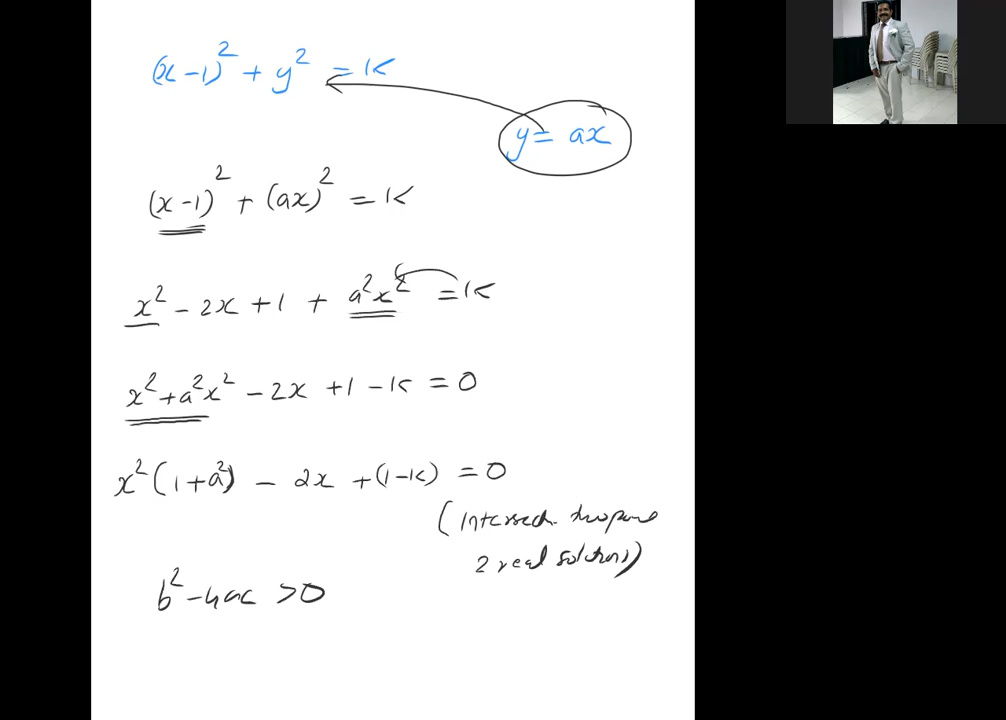 (x-1)² + y² = K
y = ax
(x-1)² + (ax)² = K
x² - 2x + 1 + a²x² = K
x² + a²x² - 2x + 1 - K = 0
x²(1+a²) - 2x + (1-K) = 0
(Intersect
2 real solutions)
b² - 4ac > 0